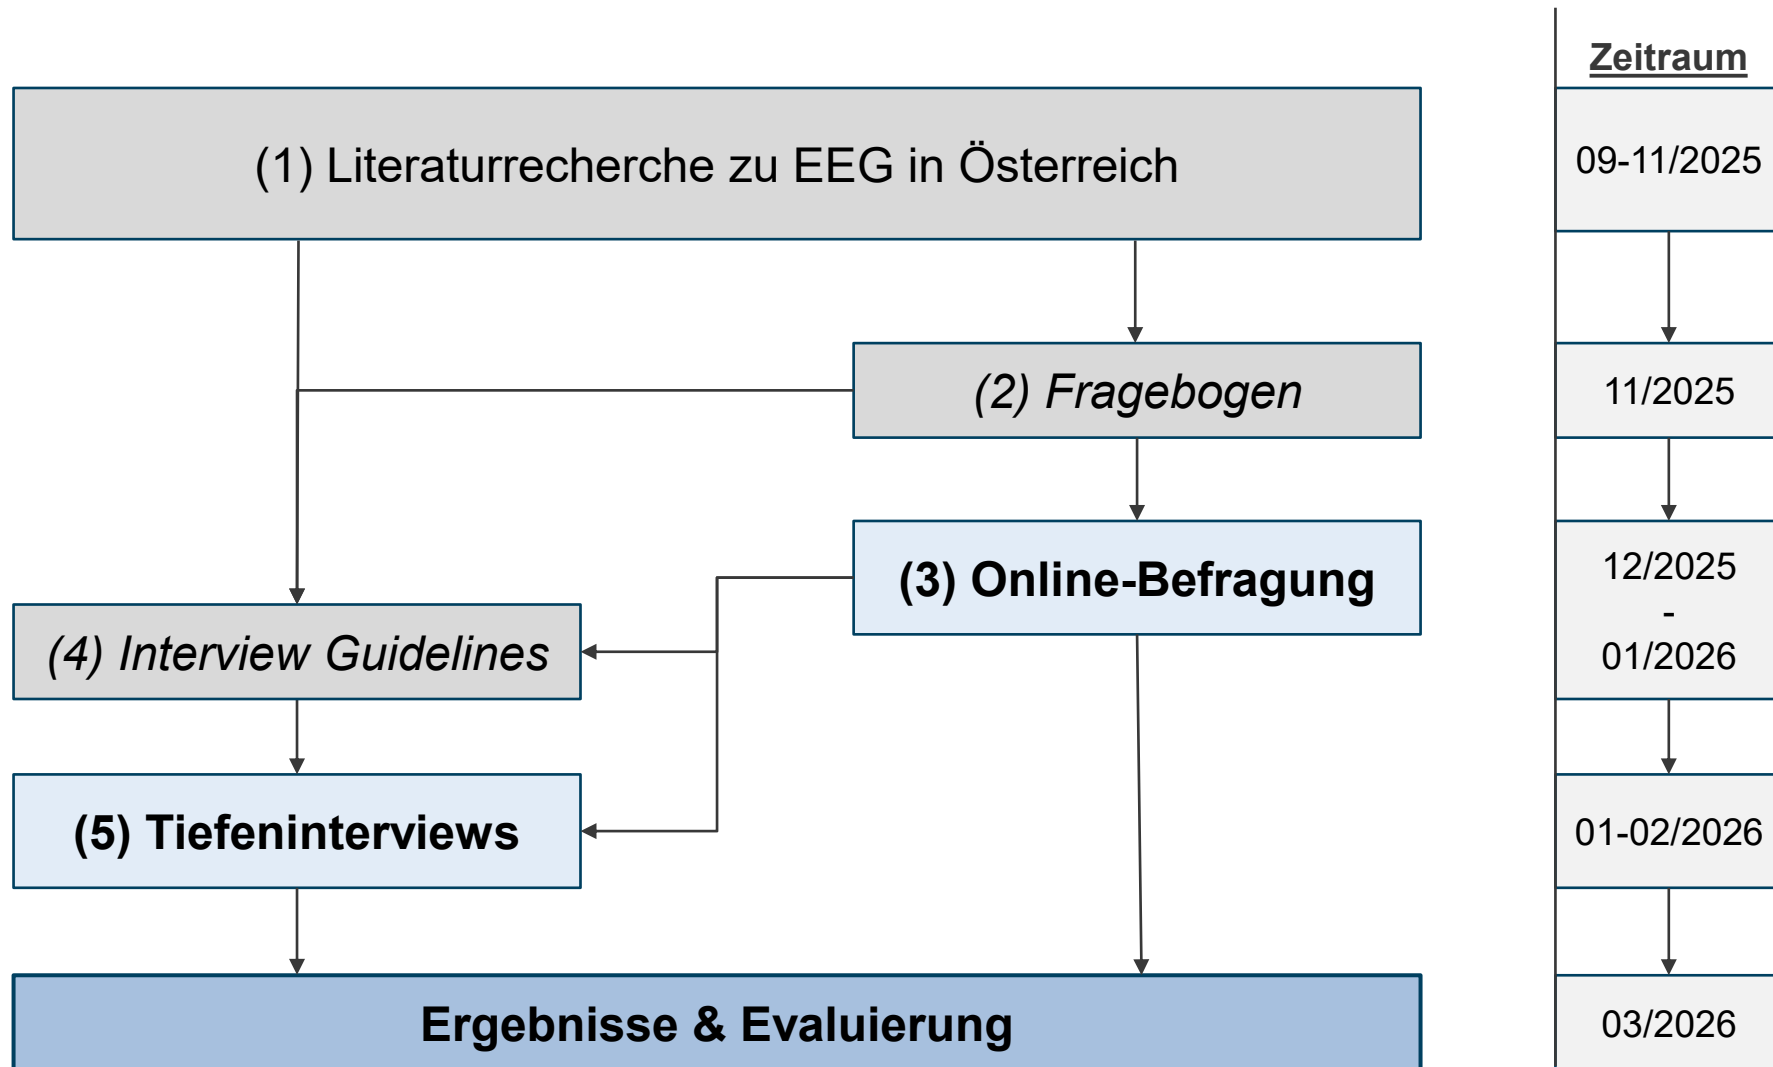 Zeitraum
(1) Literaturrecherche zu EEG in Österreich
09-11/2025
(2) Fragebogen
11/2025
(3) Online-Befragung
12/2025
-
01/2026
(4) Interview Guidelines
(5) Tiefeninterviews
01-02/2026
Ergebnisse & Evaluierung
03/2026